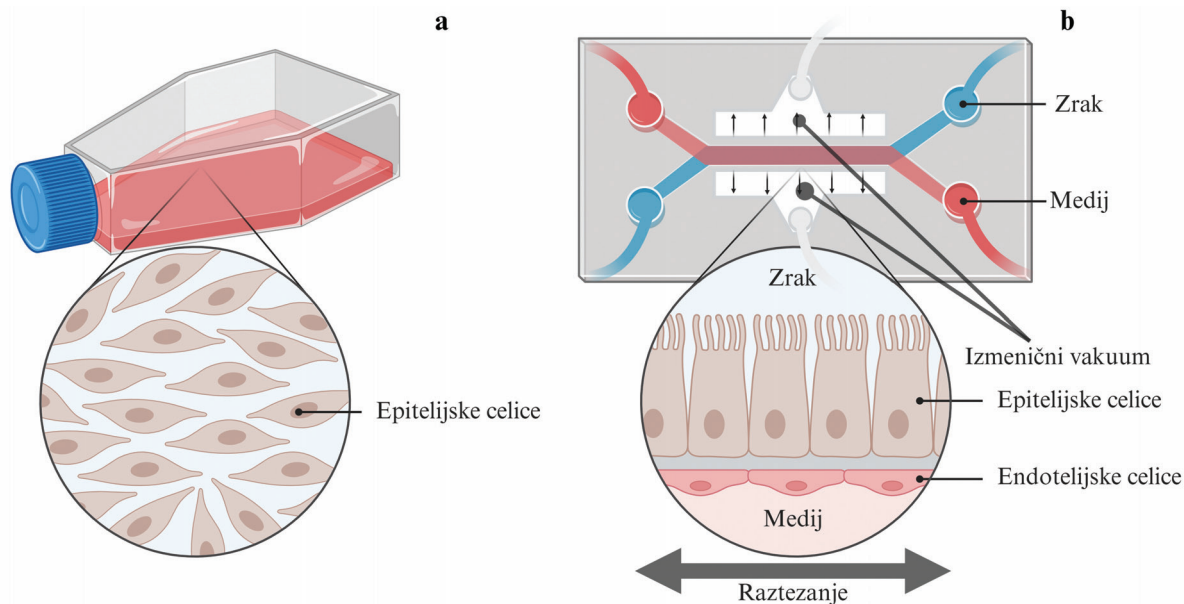 a
Epitelijske celice
b
Zrak
Medij
Zrak
Izmenični vakuum
Epitelijske celice
Endotelijske celice
Medij
Raztezanje